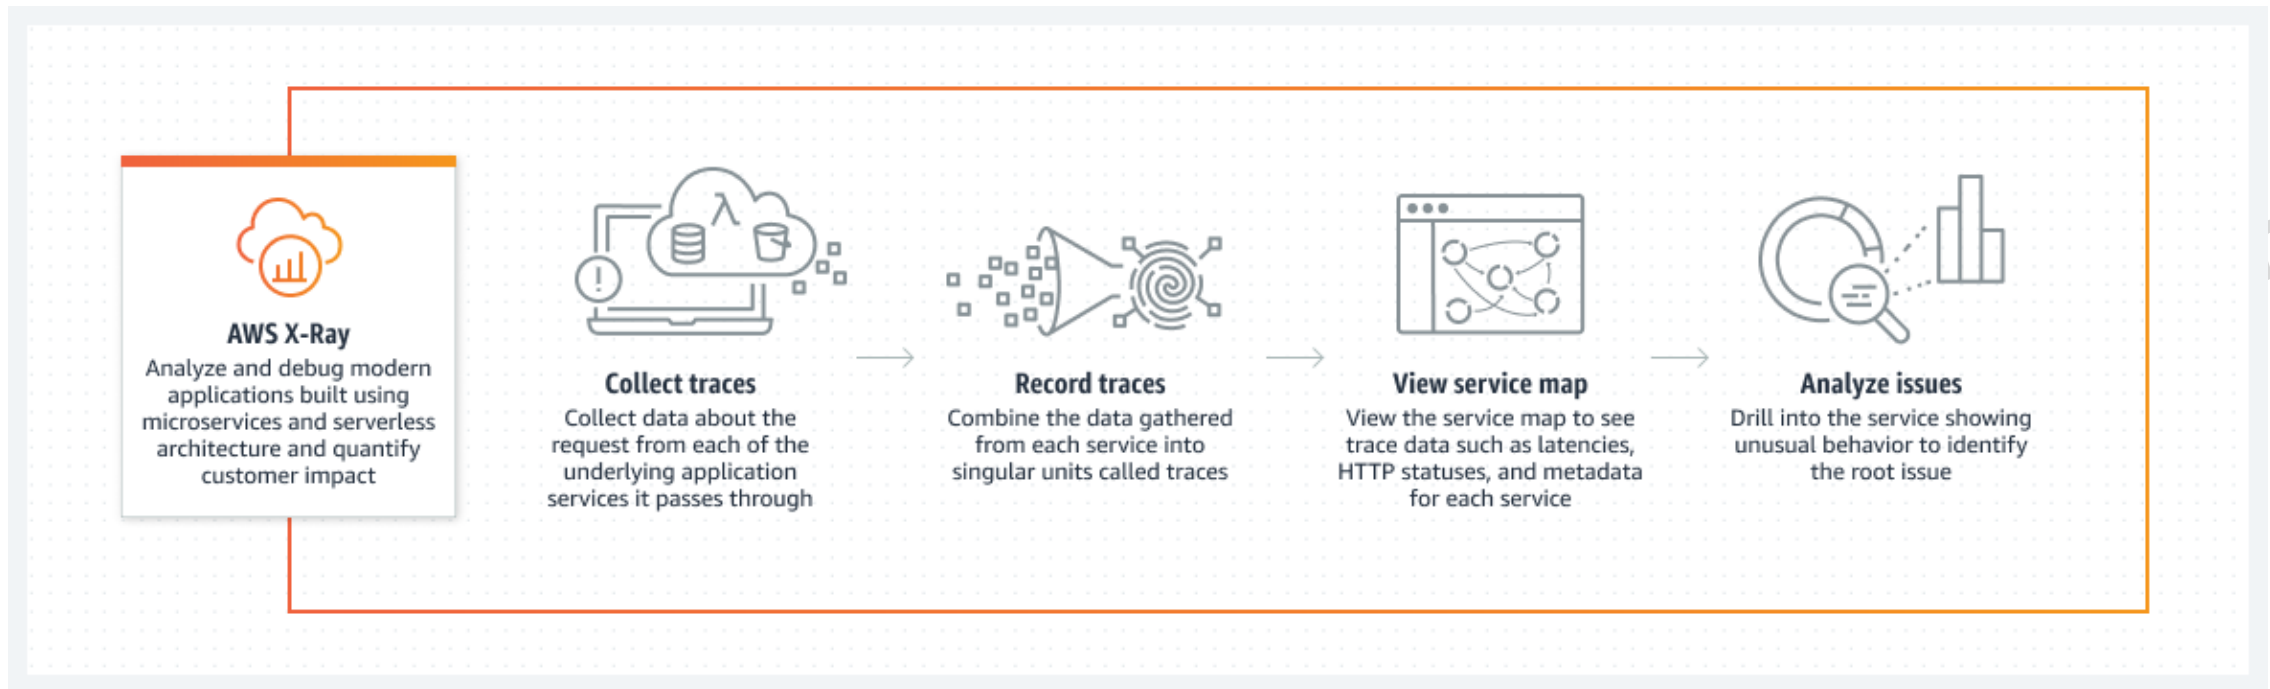 AWS X-Ray
Analyze and debug modern
applications built using
microservices and serverless
architecture and quantify
customer impact
Collect traces
Collect data about the
request from each of the
underlying application
services it passes through
Record traces
Combine the data gathered
from each service into
singular units called traces
View service map
View the service map to see
trace data such as latencies,
HTTP statuses, and metadata
for each service
Analyze issues
Drill into the service showing
unusual behavior to identify
the root issue